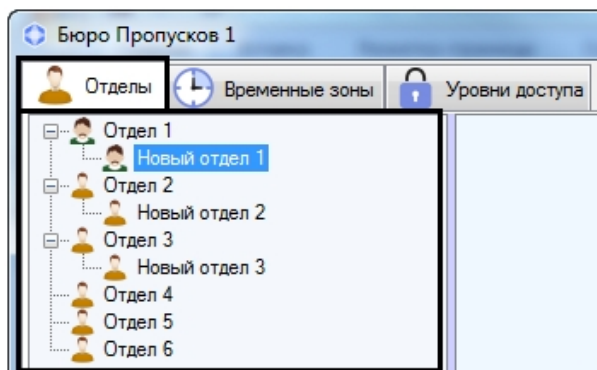 Бюро Пропусков 1
Отделы Временные зоны Уровни доступа
Отдел 1
Новый отдел 1
Отдел 2
Новый отдел 2
Отдел 3
Новый отдел 3
Отдел 4
Отдел 5
Отдел 6